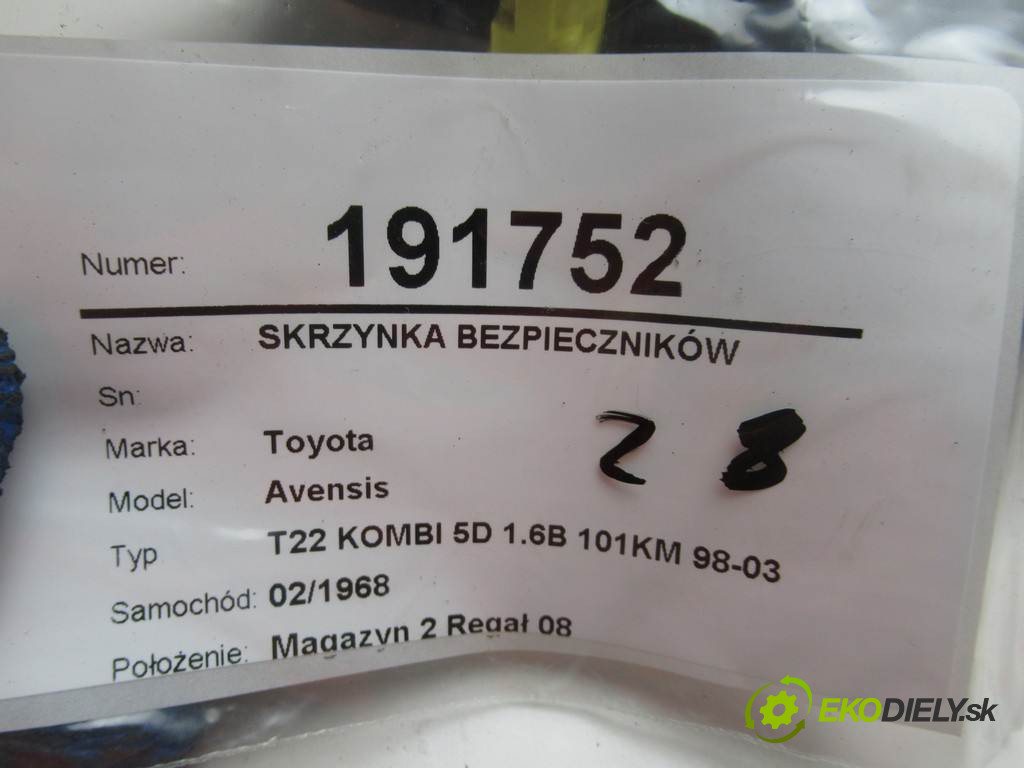 Numer: 191752
Nazwa: SKRZYNKA BEZPIECZNIKÓW
Sn:
Marka: Toyota
Model: Avensis
28
Typ T22 KOMBI 5D 1.6B 101KM 98-03
Samochód: 02/1968
Położenie: Magazyn 2 Regał 08
EKODIELY.sk